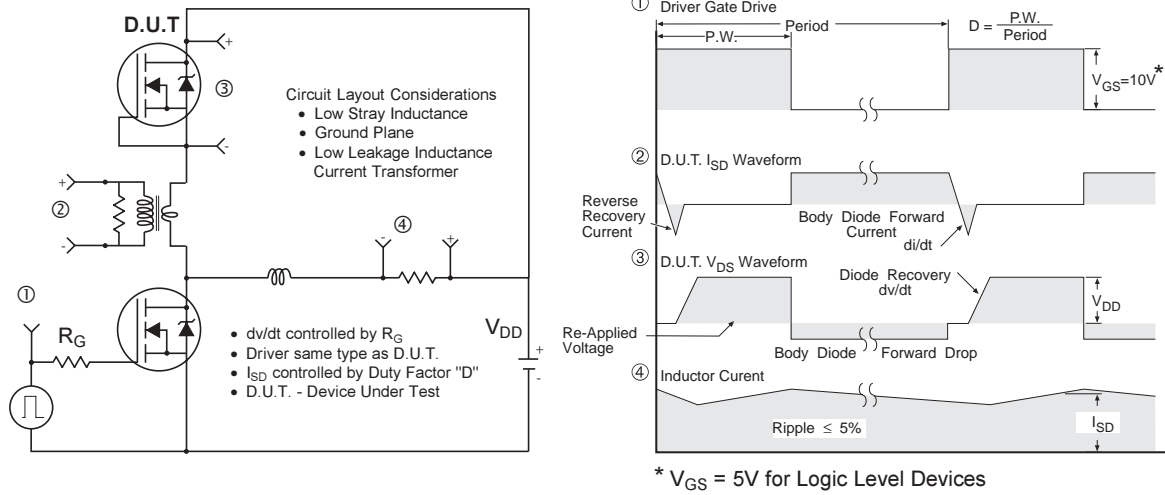 D.U.T
+
③
-
Circuit Layout Considerations
• Low Stray Inductance
• Ground Plane
• Low Leakage Inductance
Current Transformer
+
②
-
④
-
+
①
R_G
V_DD
+
-
• dv/dt controlled by R_G
• Driver same type as D.U.T.
• I_SD controlled by Duty Factor "D"
• D.U.T. - Device Under Test
① Driver Gate Drive
P.W.
Period
D = P.W. / Period
V_GS=10V*
② D.U.T. I_SD Waveform
Reverse
Recovery
Current
Body Diode Forward
Current
di/dt
③ D.U.T. V_DS Waveform
Diode Recovery
dv/dt
V_DD
Re-Applied
Voltage
Body Diode Forward Drop
④ Inductor Curent
Ripple ≤ 5%
I_SD
* V_GS = 5V for Logic Level Devices